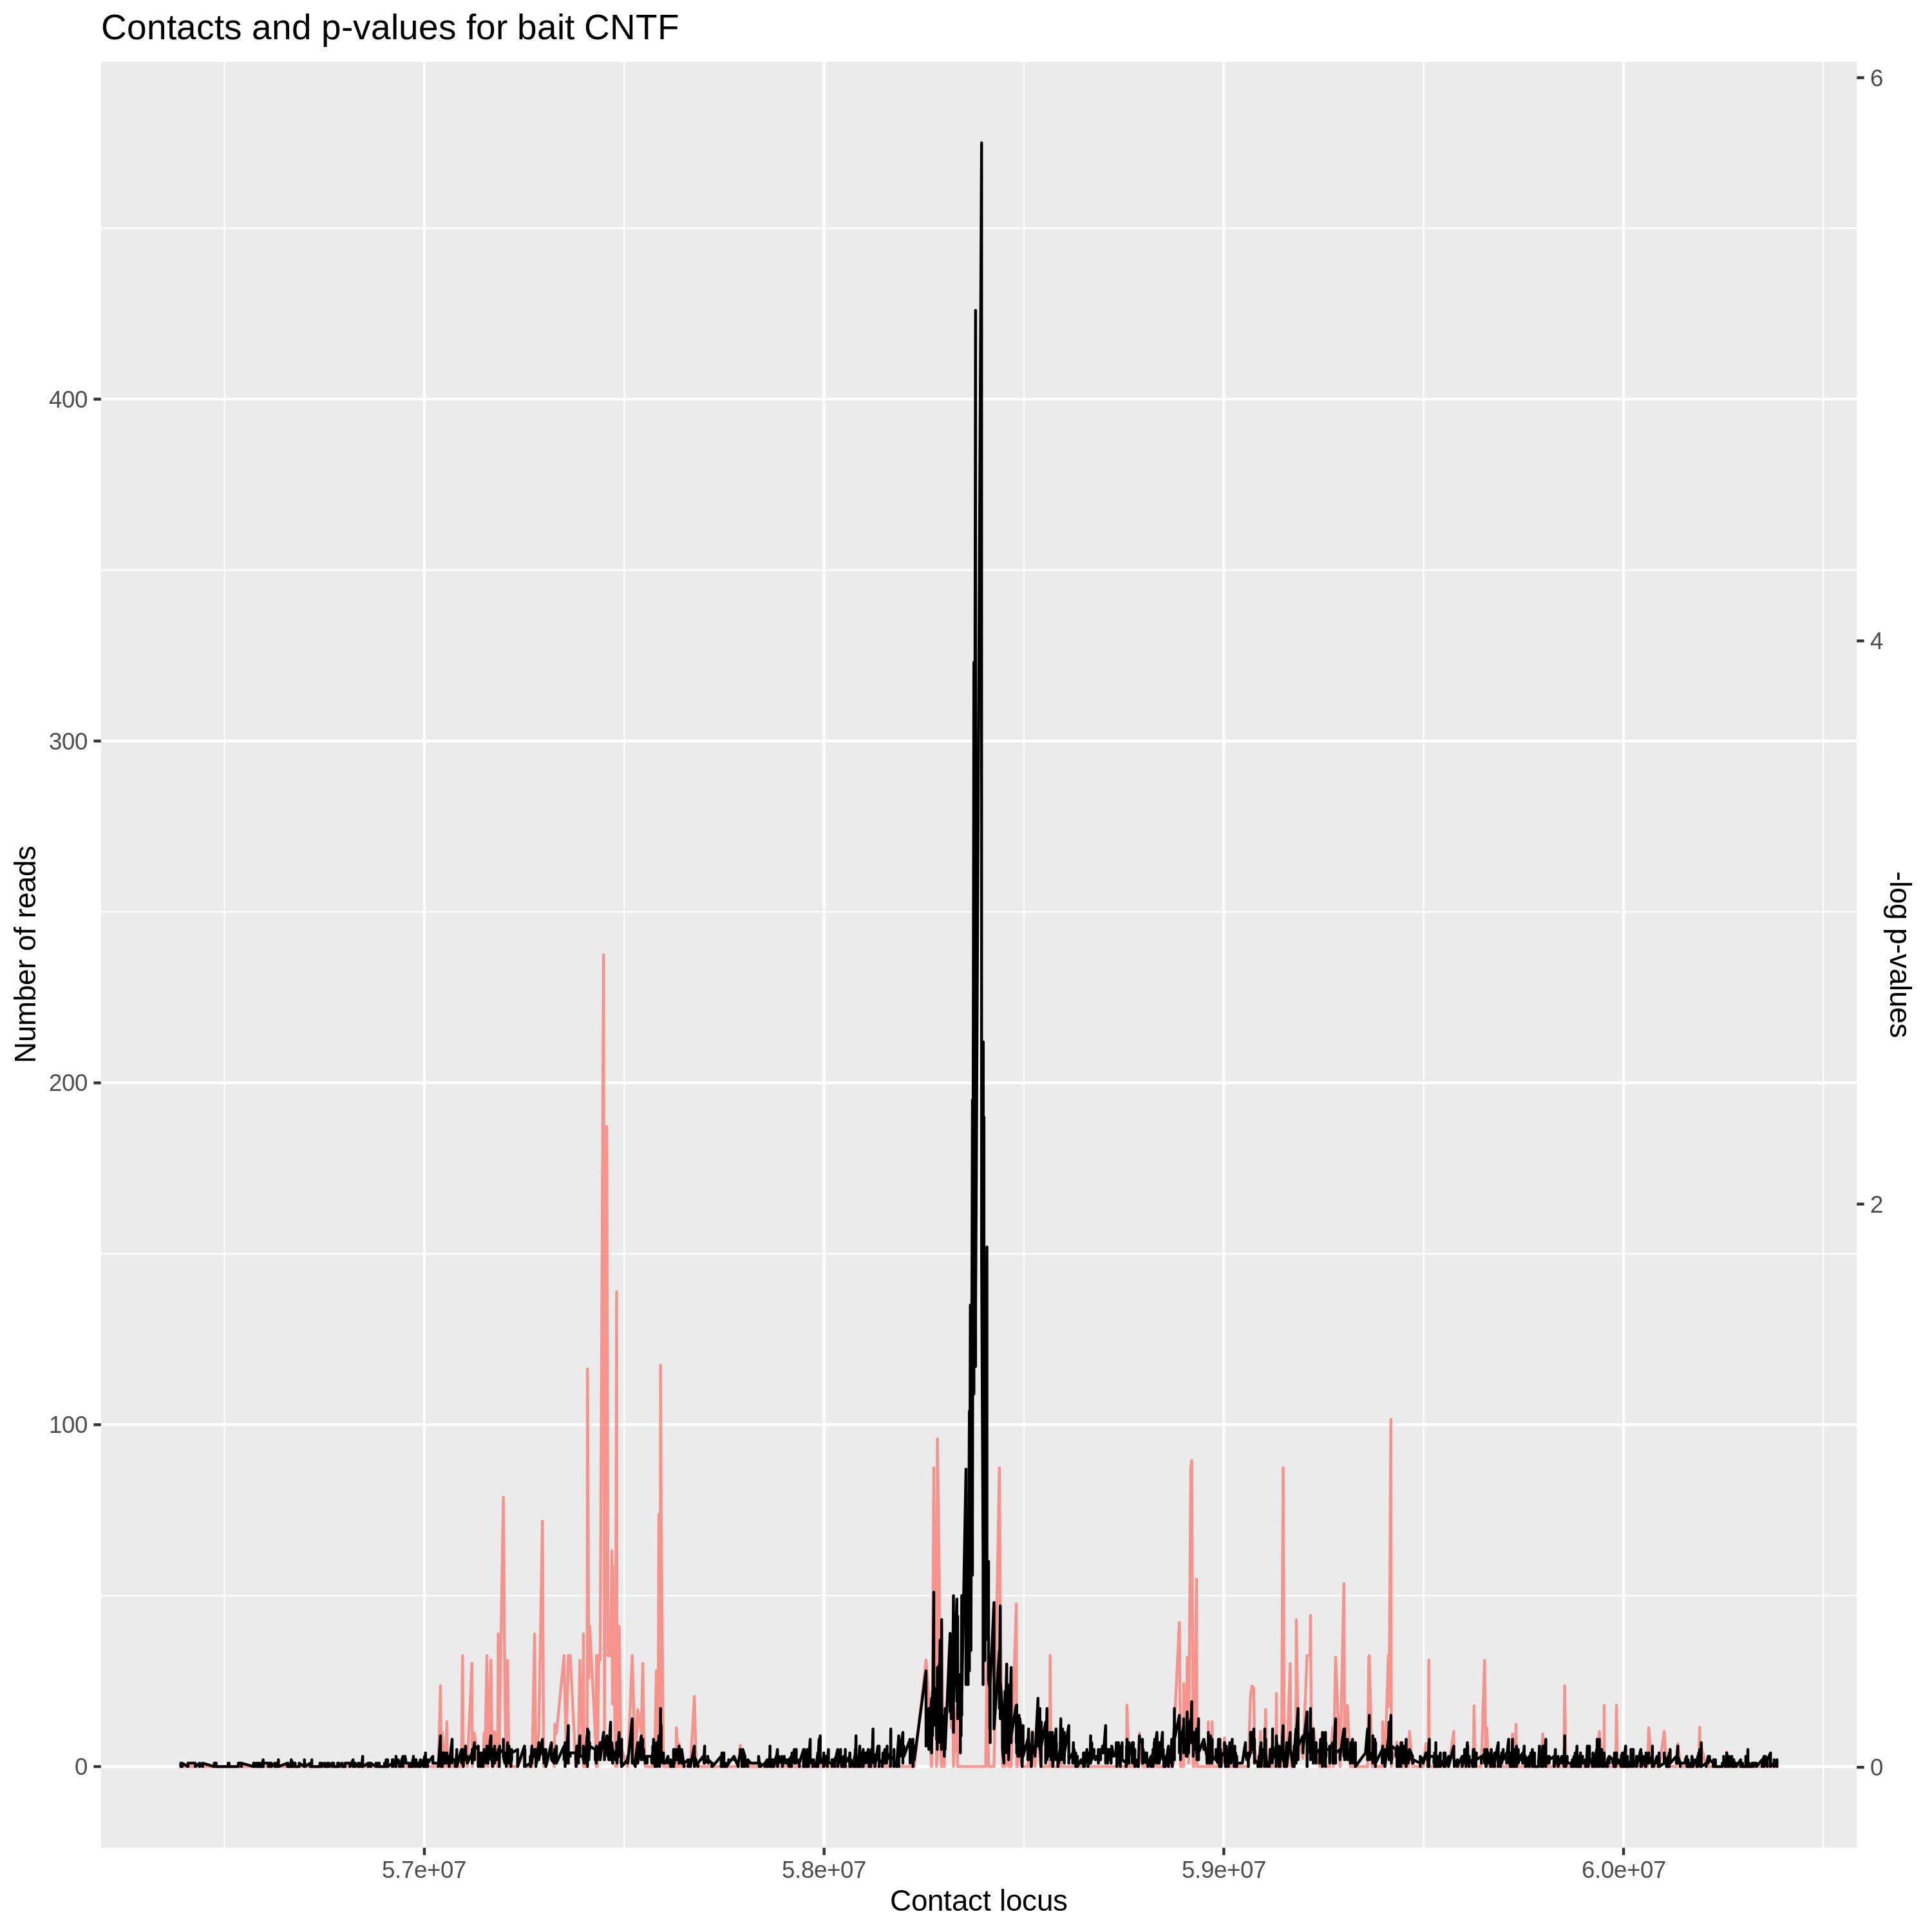 Contacts and p-values for bait CNTF
6
400
4
300
Number of reads
-log p-values
200
2
100
0
0
5.7e+07
5.8e+07
5.9e+07
6.0e+07
Contact locus